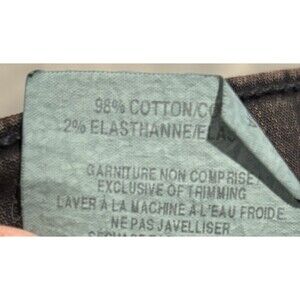 98% COTTON/CO
2% ELASTHANNE/ELAS
GARNITURE NON COMPRISE
EXCLUSIVE OF TRIMMING
LAVER À LA MACHINE À L'EAU FROIDE.
NE PAS JAVELLISER